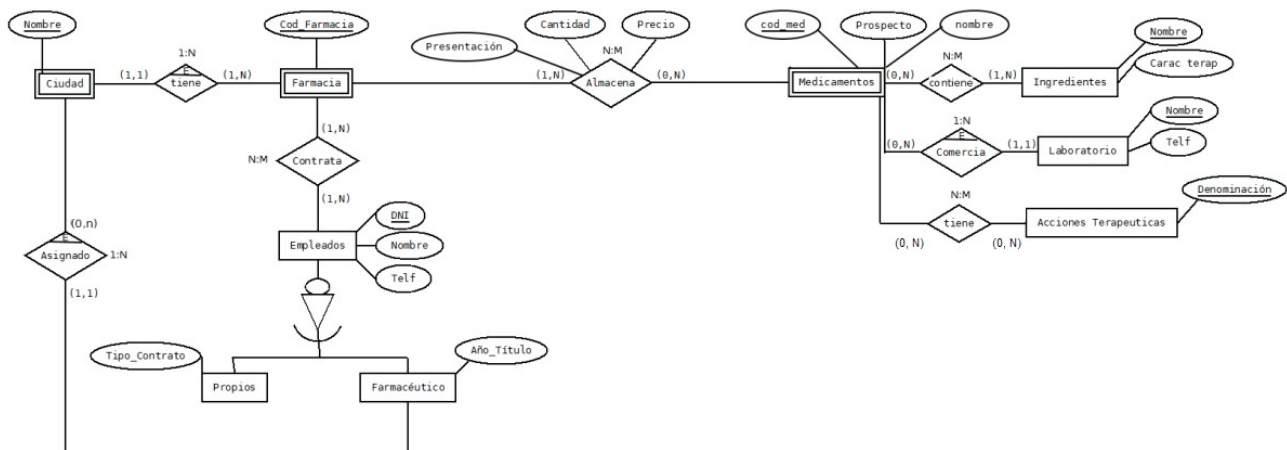 Nombre
Cod_Farmacia
Cantidad
Precio
cod_med
Prospecto
nombre
Presentación
1:N
N:M
N:M
Nombre
Carac terap
Ciudad
(1,1)
E
tiene
(1,N)
Farmacia
(1,N)
Almacena
(0,N)
Medicamentos
(0,N)
contiene
(1,N)
Ingredientes
(1,N)
N:M
Contrata
(1,N)
1:N
E
(0,N)
Comercia
(1,1)
Laboratorio
Nombre
Telf
N:M
tiene
(0, N)
(0, N)
Acciones Terapeuticas
Denominación
(0,n)
E
Asignado
1:N
(1,1)
Empleados
DNI
Nombre
Telf
Tipo_Contrato
Año_Título
Propios
Farmacéutico